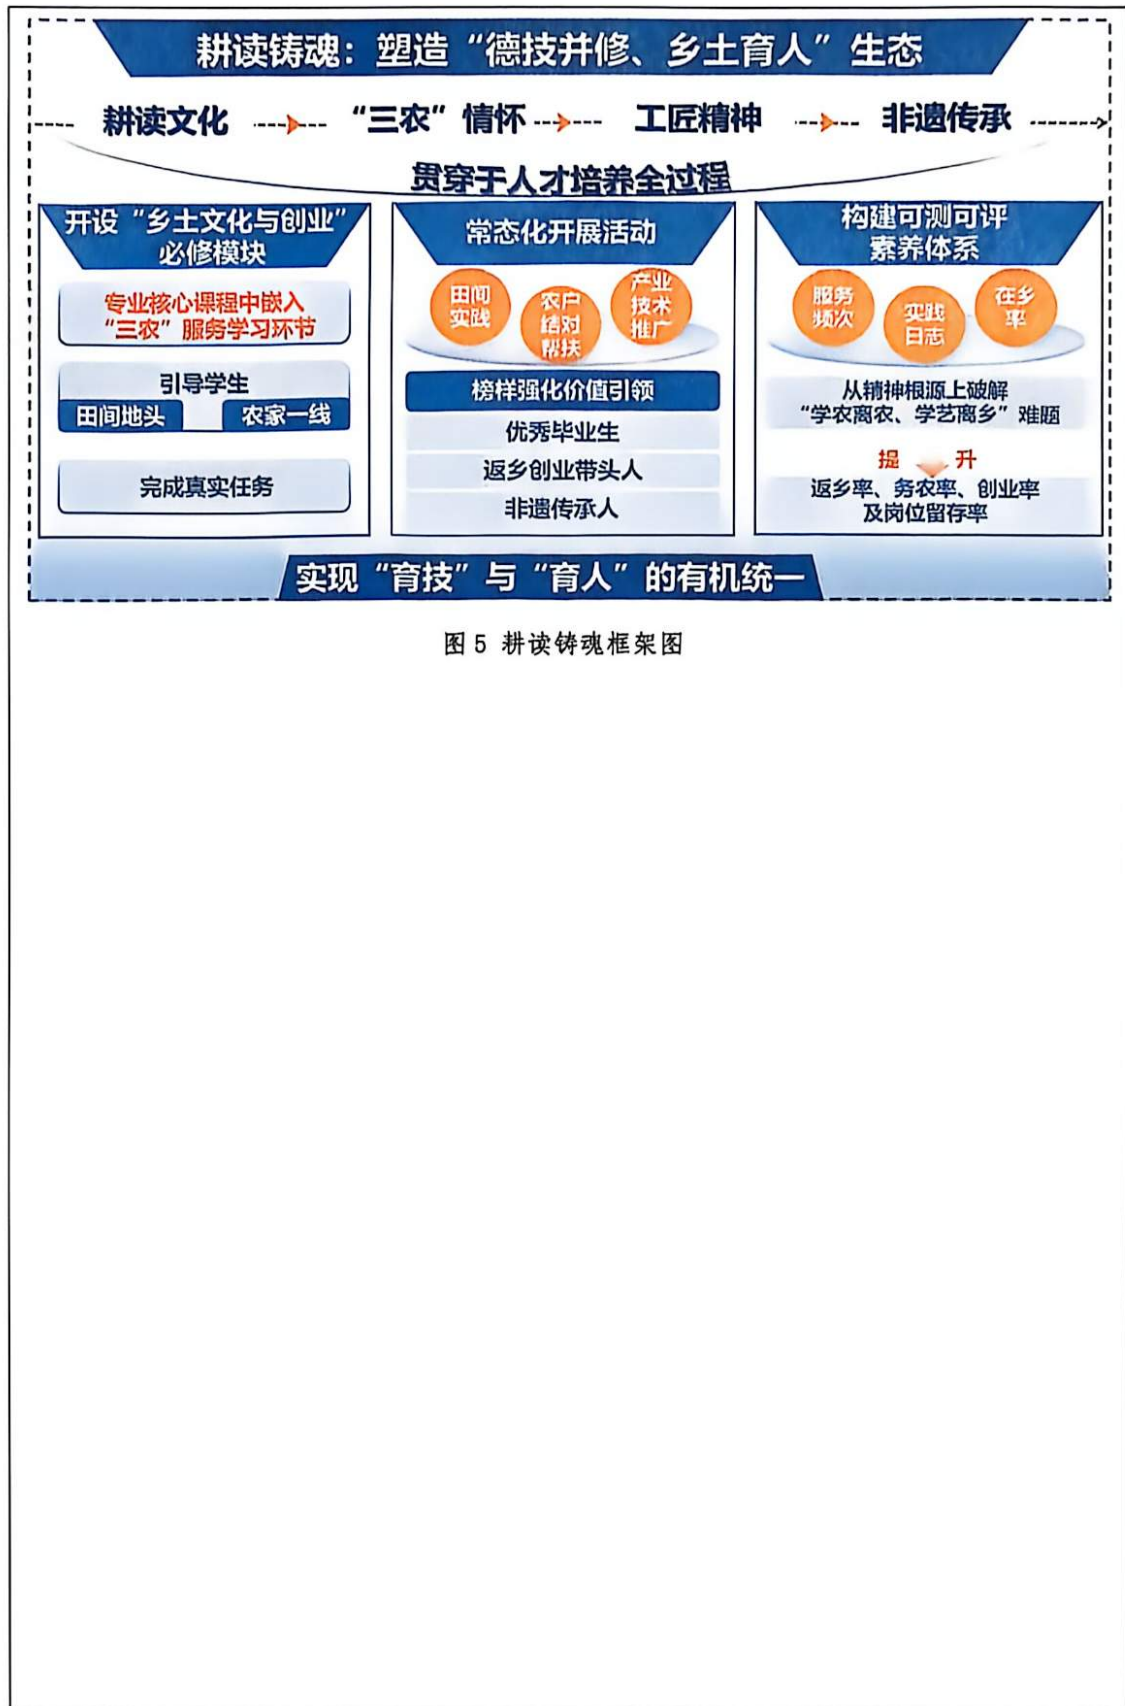 耕读铸魂：塑造“德技并修、乡土育人”生态
耕读文化
“三农”情怀
工匠精神
非遗传承
贯穿于人才培养全过程
开设“乡土文化与创业”
必修模块
专业核心课程中嵌入
“三农”服务学习环节
引导学生
田间地头
农家一线
完成真实任务
常态化开展活动
田间
实践
农户
结对
帮扶
产业
技术
推广
榜样强化价值引领
优秀毕业生
返乡创业带头人
非遗传承人
构建可测可评
素养体系
服务
频次
实践
日志
在乡
率
从精神根源上破解
“学农离农、学艺离乡”难题
提升
返乡率、务农率、创业率
及岗位留存率
实现“育技”与“育人”的有机统一
图5 耕读铸魂框架图